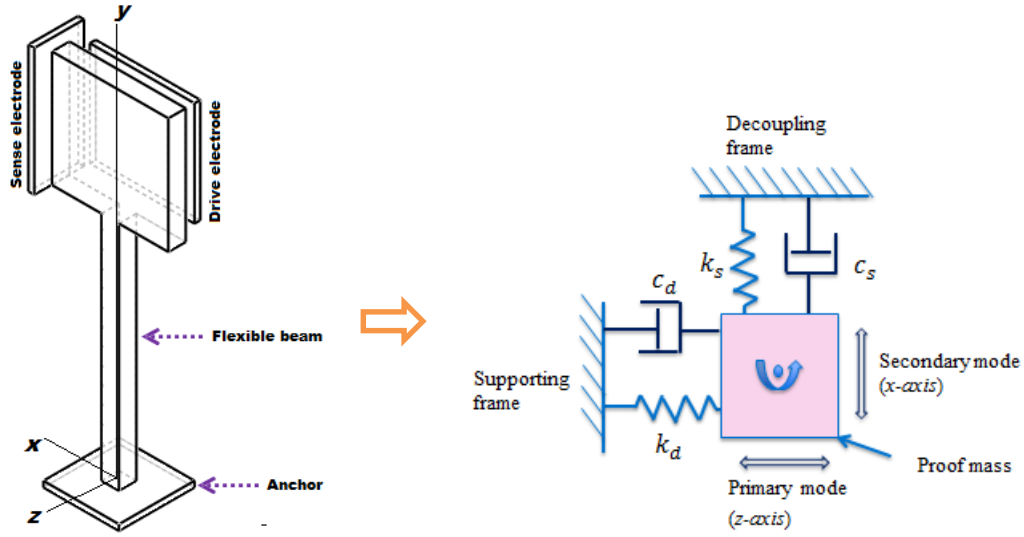 y
Sense electrode
Drive electrode
Flexible beam
x
z
Anchor
Decoupling
frame
k_s
c_s
c_d
Supporting
frame
k_d
Secondary mode
(x-axis)
Proof mass
Primary mode
(z-axis)